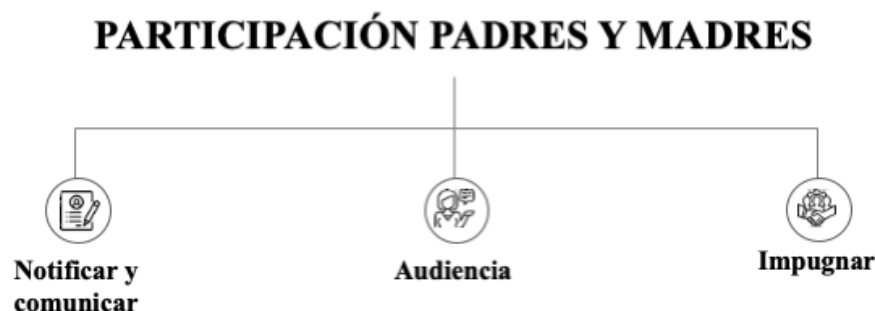 PARTICIPACIÓN PADRES Y MADRES
Notificar y
comunicar
Audiencia
Impugnar